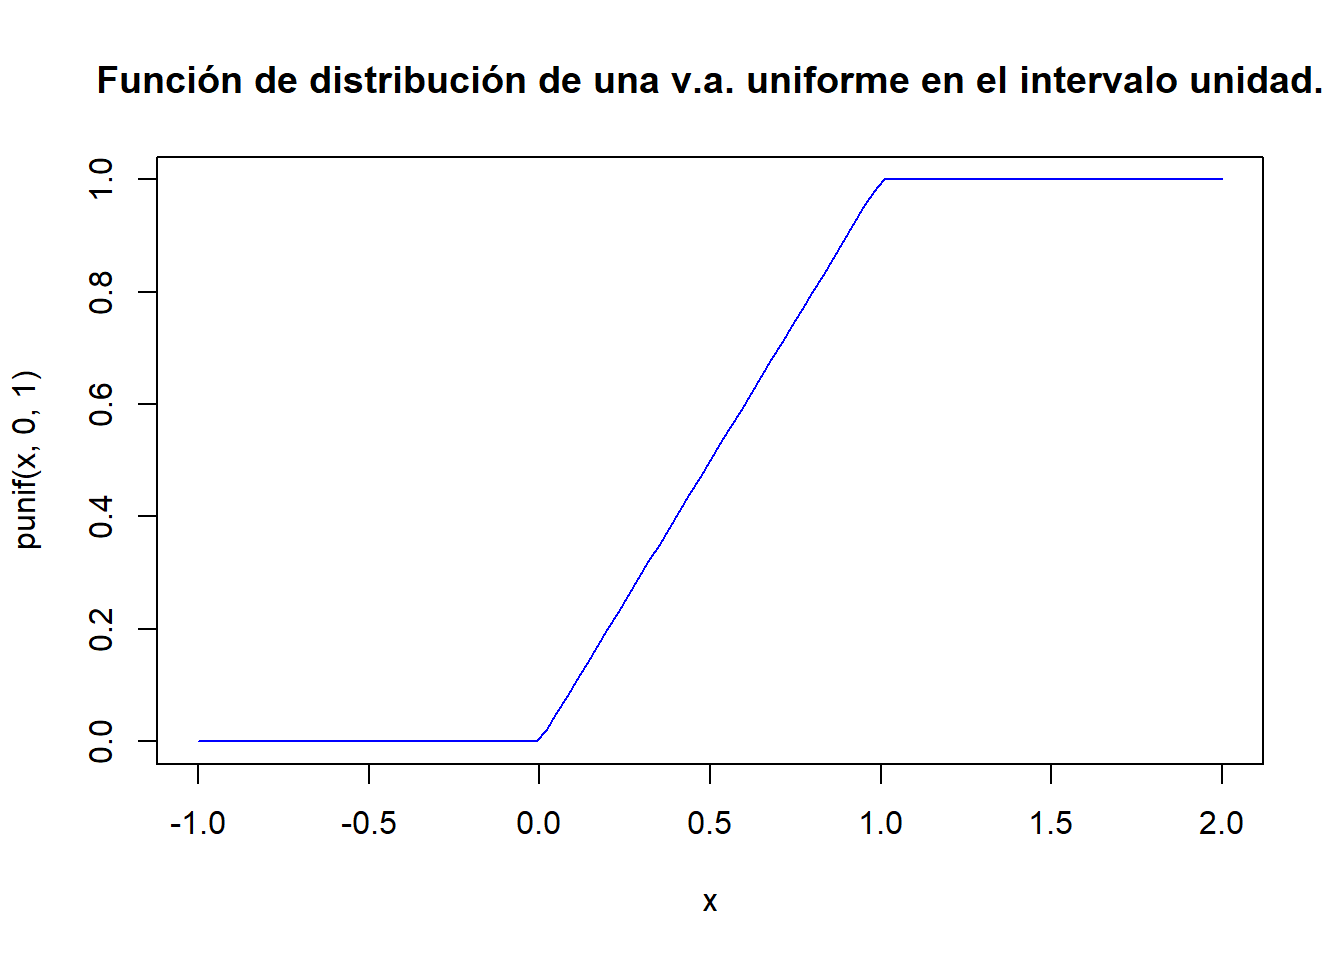 Función de distribución de una v.a. uniforme en el intervalo unidad.
punif(x, 0, 1)
1.0
0.8
0.6
0.4
0.2
0.0
-1.0 -0.5 0.0 0.5 1.0 1.5 2.0
x